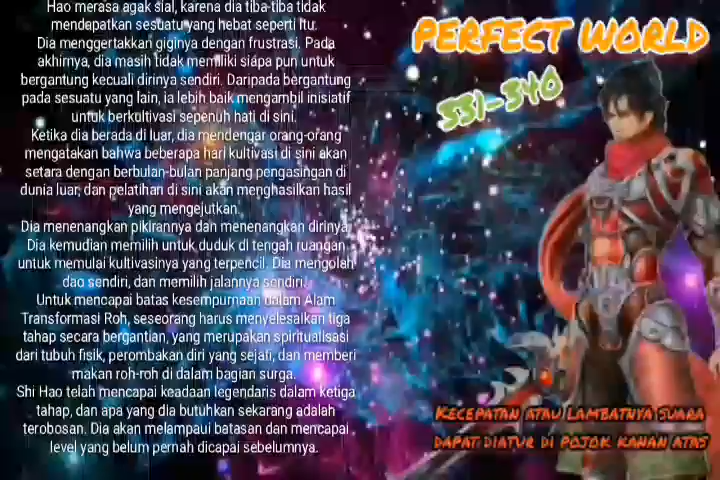 Hao merasa agak sial, karena dia tiba-tiba tidak
mendapatkan sesuatu yang hebat seperti itu.
Dia menggertakkan giginya dengan frustrasi. Pada
akhirnya, dia masih tidak memiliki siapa pun untuk
bergantung kecuali dirinya sendiri. Daripada bergantung
pada sesuatu yang lain, ia lebih baik mengambil inisiatif
untuk berkultivasi sepenuh hati di sini.
Ketika dia berada di luar, dia mendengar orang-orang
mengatakan bahwa beberapa hari kultivasi di sini akan
setara dengan berbulan-bulan panjang pengasingan di
dunia luar, dan pelatihan di sini akan menghasilkan hasil
yang mengejutkan.
Dia menenangkan pikirannya dan menenangkan dirinya.
Dia kemudian memilih untuk duduk di tengah ruangan
untuk memulai kultivasinya yang terpencil. Dia mengolah
dao sendiri, dan memilih jalannya sendiri.
Untuk mencapai batas kesempurnaan dalam Alam
Transformasi Roh, seseorang harus menyelesaikan tiga
tahap secara bergantian, yang merupakan spiritualisasi
dari tubuh fisik, perombakan diri yang sejati, dan memberi
makan roh-roh di dalam bagian surga.
Shi Hao telah mencapai keadaan legendaris dalam ketiga
tahap, dan apa yang dia butuhkan sekarang adalah
terobosan. Dia akan melampaui batasan dan mencapai
level yang belum pernah dicapai sebelumnya.
PERFECT WORLD
331-340
KECEPATAN ATAU LAMBATNYA SUARA
DAPAT DIATUR DI POJOK KANAN ATAS